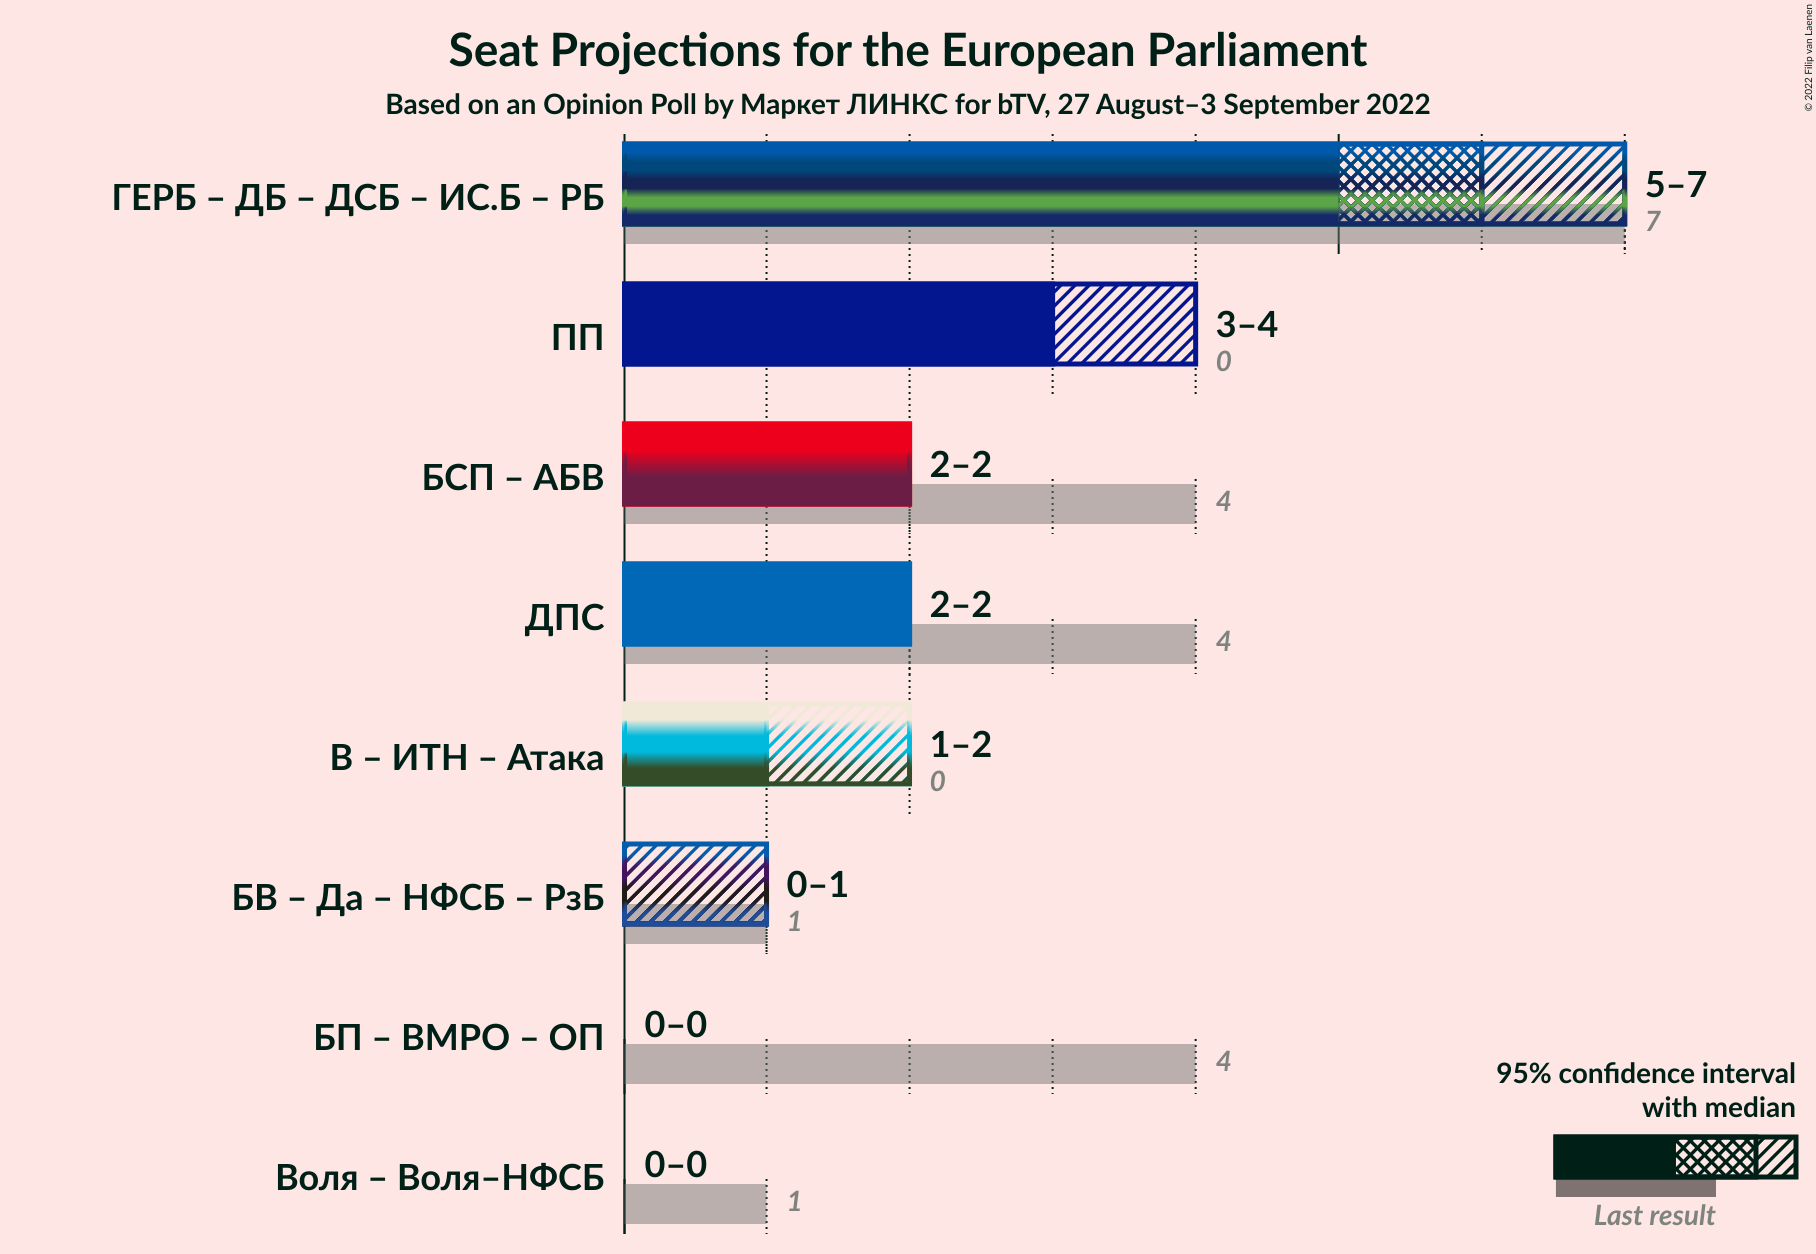 Seat Projections for the European Parliament
Based on an Opinion Poll by Маркет ЛИНКС for bTV, 27 August–3 September 2022
© 2022 Filip van Laenen
ГЕРБ – ДБ – ДСБ – ИС.Б – РБ
5–7
7
ПП
3–4
0
БСП – АБВ
2–2
4
ДПС
2–2
4
В – ИТН – Атака
1–2
0
БВ – Да – НФСБ – РзБ
0–1
1
БП – ВМРО – ОП
0–0
4
Воля – Воля–НФСБ
0–0
1
95% confidence interval
with median
Last result